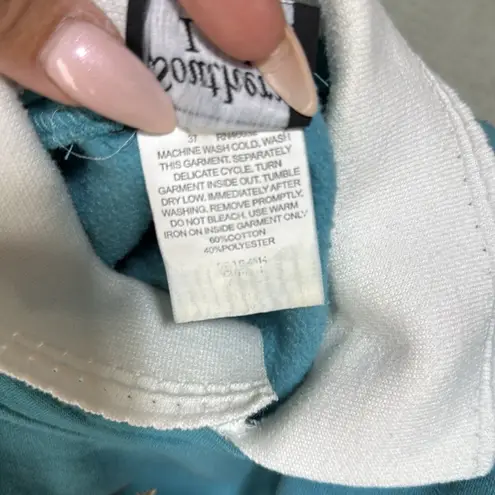 MACHINE WASH COLD. WASH
THIS GARMENT. SEPARATELY
DELICATE CYCLE. TURN
GARMENT INSIDE OUT. TUMBLE
DRY LOW. IMMEDIATELY AFTER
WASHING. REMOVE PROMPTLY.
DO NOT BLEACH. USE WARM
IRON ON INSIDE GARMENT ONLY
60%COTTON
40%POLYESTER